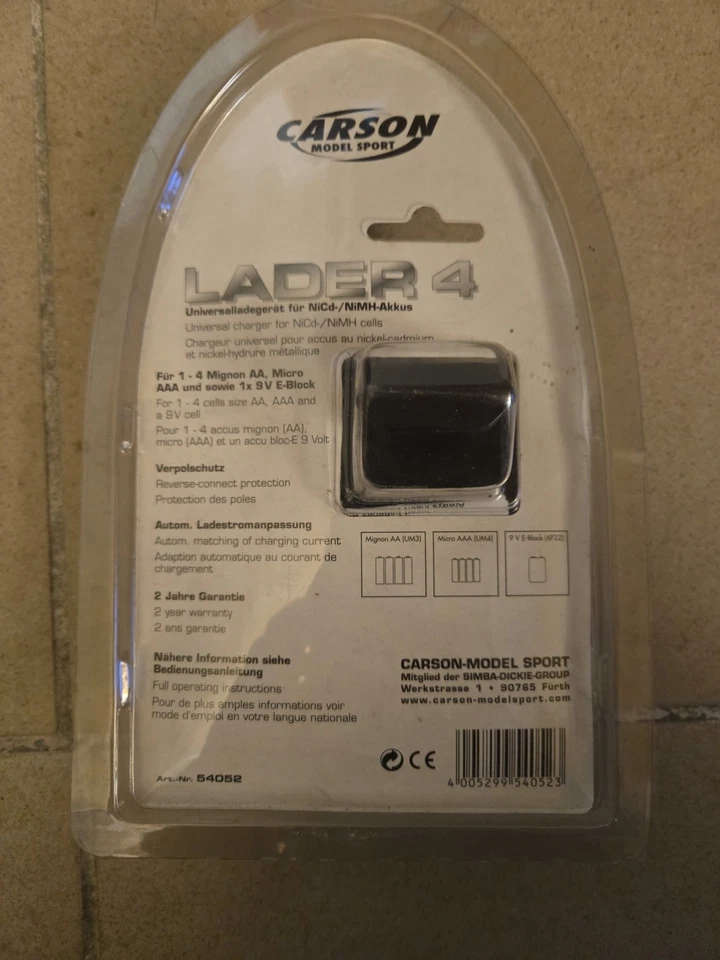 CARSON
MODEL SPORT
LADER 4
Universalladegerät für NiCd-/NiMH-Akkus
Universal charger for NiCd-/NiMH cells
Chargeur universel pour accus au nickel-cadmium
et nickel-hydrure métallique
Für 1 - 4 Mignon AA, Micro
AAA und sowie 1x 9V E-Block
For 1 - 4 cells size AA, AAA and
a 9V cell
Pour 1 - 4 accus mignon (AA),
micro (AAA) et un accu bloc-E 9 Volt
Always
Verpolschutz
Reverse-connect protection
Protection des poles
Autom. Ladestromanpassung
Autom. matching of charging current
Adaption automatique au courant de
chargement
Mignon AA (UM3)
Micro AAA (UM4)
9 V E-Block (6F22)
2 Jahre Garantie
2 year warranty
2 ans garantie
Nähere Information siehe
Bedienungsanleitung
Full operating instructions
Pour de plus amples informations voir
mode d'emploi en votre langue nationale
CARSON-MODEL SPORT
Mitglied der SIMBA-DICKIE-GROUP
Werkstrasse 1 • 90765 Fürth
www.carson-modelsport.com
CE
4 005299 540523
Art.-Nr. 54052